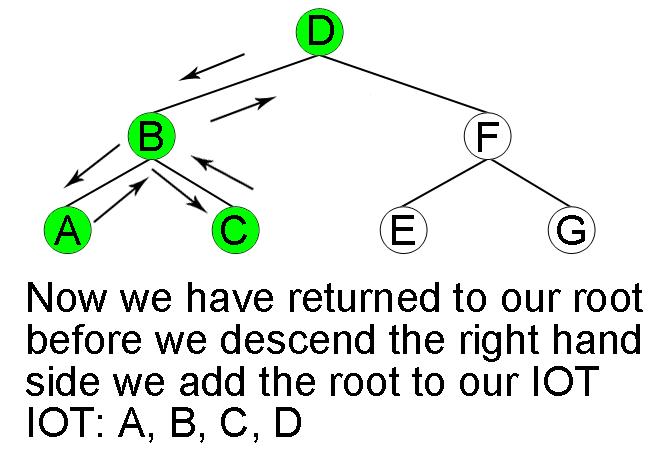 D
B
F
A
C
E
G
Now we have returned to our root
before we descend the right hand
side we add the root to our IOT
IOT: A, B, C, D